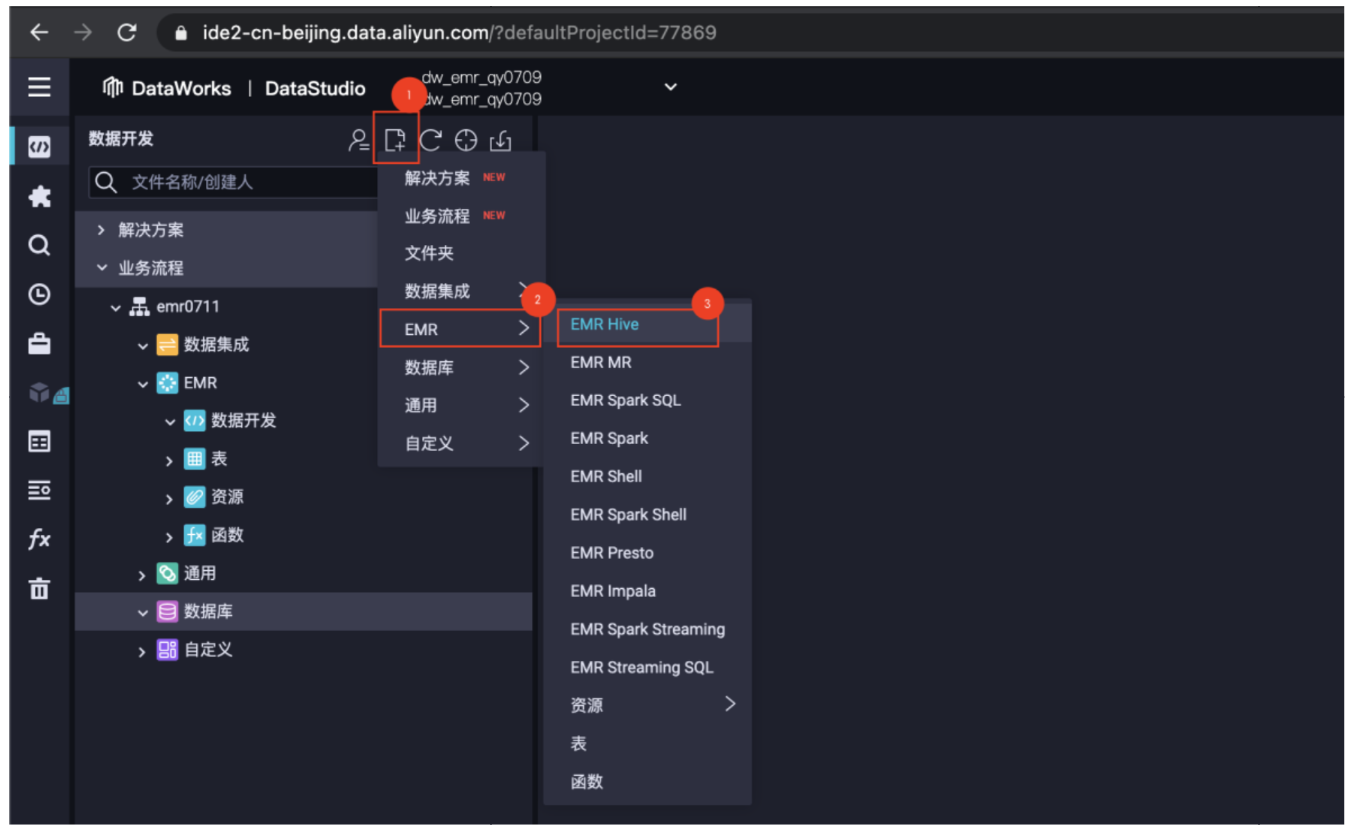 ide2-cn-beijing.data.aliyun.com/?defaultProjectId=77869
DataWorks | DataStudio
dw_emr_qy0709
1
dw_emr_qy0709
数据开发
文件名称/创建人
解决方案
业务流程
emr0711
数据集成
EMR
数据开发
表
资源
函数
通用
数据库
自定义
解决方案 NEW
业务流程 NEW
文件夹
数据集成
2
EMR
数据库
通用
自定义
3
EMR Hive
EMR MR
EMR Spark SQL
EMR Spark
EMR Shell
EMR Spark Shell
EMR Presto
EMR Impala
EMR Spark Streaming
EMR Streaming SQL
资源
表
函数